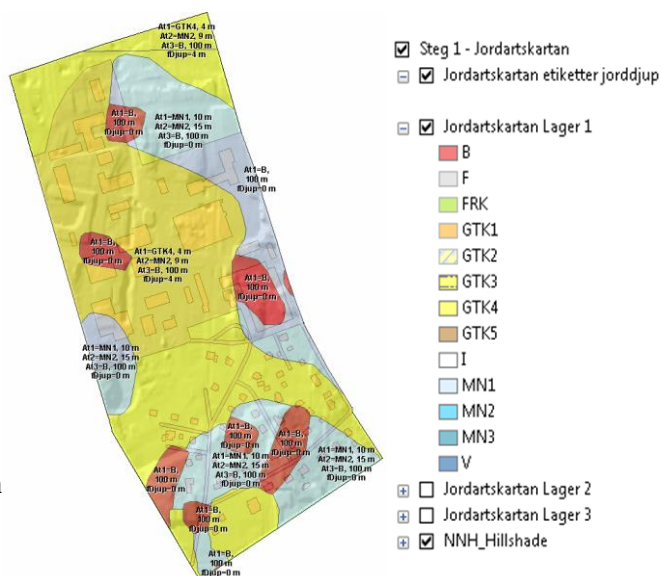 At1=GTK4, 4 m
At2=MN2, 9 m
At3=B, 100 m
fDjup=4 m
At1=B,
100 m
fDjup=0 m
At1=MN1, 10 m
At2=MN2, 15 m
At3=B, 100 m
fDjup=0 m
At1=B,
100 m
fDjup=0 m
At1=B,
100 m
fDjup=0 m
At1=GTK4, 4 m
At2=MN2, 9 m
At3=B, 100 m
fDjup=4 m
At1=B,
100 m
fDjup=0 m
At1=MN1, 10 m
At2=MN2, 15 m
At3=B, 100 m
fDjup=0 m
At1=B,
100 m
fDjup=0 m
At1=B,
100 m
fDjup=0 m
At1=MN1, 10 m
At2=MN2, 15 m
At3=B, 100 m
fDjup=0 m
At1=MN1, 10 m
At2=MN2, 15 m
At3=B, 100 m
fDjup=0 m
At1=B,
100 m
fDjup=0 m
At1=B,
100 m
fDjup=0 m
At1=B,
100 m
Steg 1 - Jordartskartan
Jordartskartan etiketter jorddjup
Jordartskartan Lager 1
B
F
FRK
GTK1
GTK2
GTK3
GTK4
GTK5
I
MN1
MN2
MN3
V
Jordartskartan Lager 2
Jordartskartan Lager 3
NNH_Hillshade